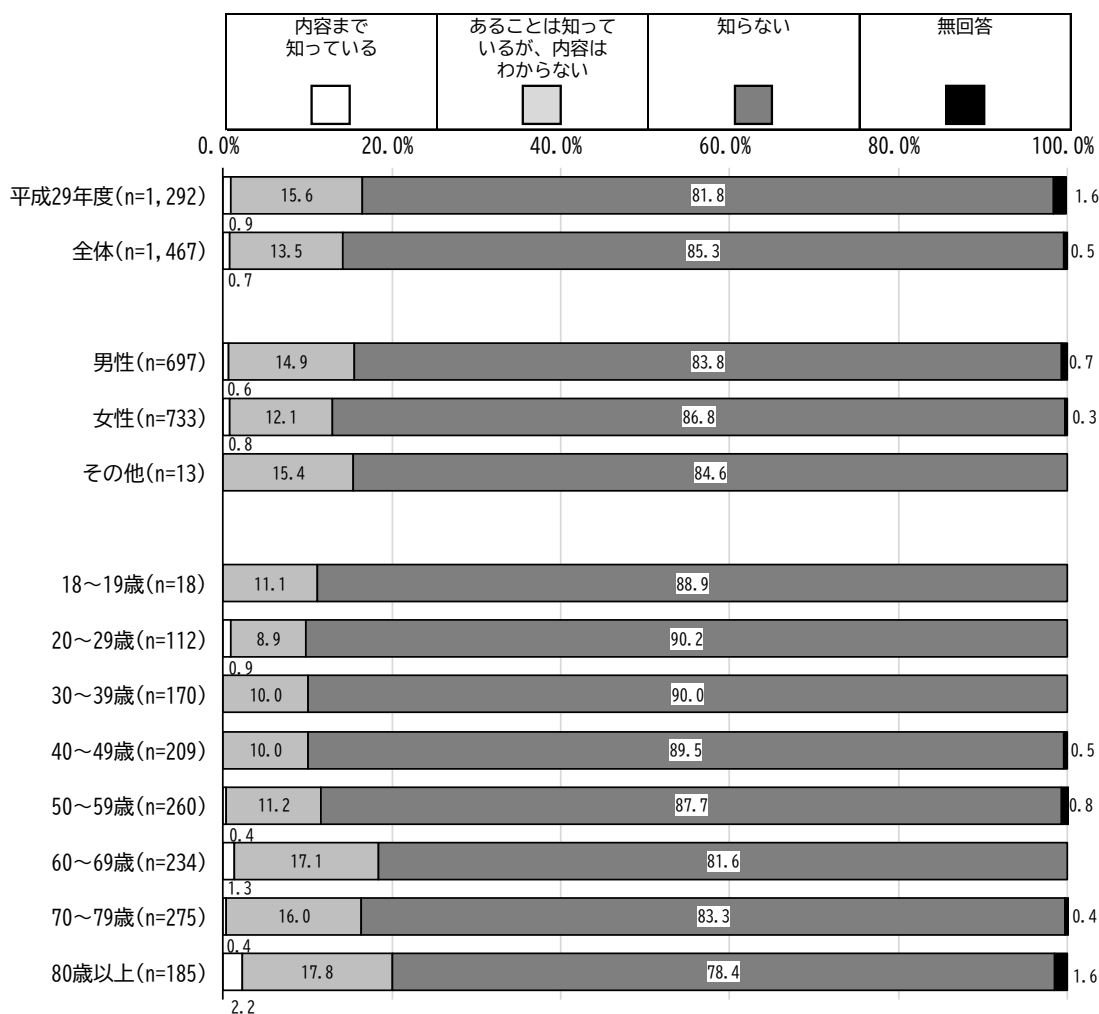 内容まで
知っている
あることは知って
いるが、内容は
わからない
知らない
無回答
0.0% 20.0% 40.0% 60.0% 80.0% 100.0%
平成29年度(n=1,292) 15.6 81.8 1.6
0.9
全体(n=1,467) 13.5 85.3 0.5
0.7
男性(n=697) 14.9 83.8 0.7
0.6
女性(n=733) 12.1 86.8 0.3
0.8
その他(n=13) 15.4 84.6
18～19歳(n=18) 11.1 88.9
20～29歳(n=112) 8.9 90.2
0.9
30～39歳(n=170) 10.0 90.0
40～49歳(n=209) 10.0 89.5 0.5
50～59歳(n=260) 11.2 87.7 0.8
0.4
60～69歳(n=234) 17.1 81.6
1.3
70～79歳(n=275) 16.0 83.3 0.4
0.4
80歳以上(n=185) 17.8 78.4 1.6
2.2